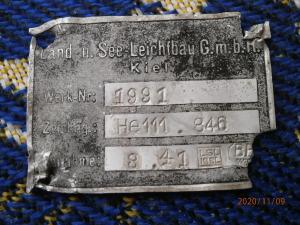 Land- u. See-Leichtbau G.m.b.H.
Kiel
Werk-Nr.: 1991
He111 .846
8 .41
2020/11/09